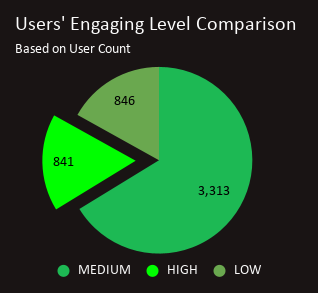 Users' Engaging Level Comparison
Based on User Count
846
841
3,313
MEDIUM HIGH LOW